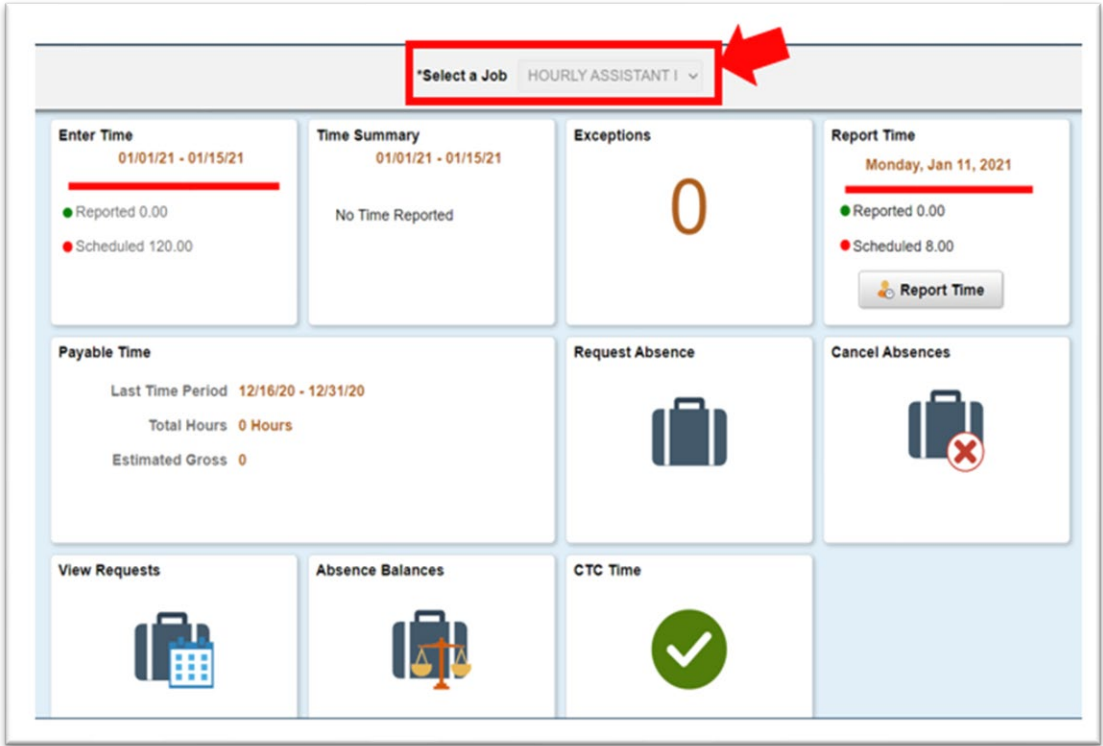 *Select a Job HOURLY ASSISTANT I
Enter Time
01/01/21 - 01/15/21
Reported 0.00
Scheduled 120.00
Time Summary
01/01/21 - 01/15/21
No Time Reported
Exceptions
0
Report Time
Monday, Jan 11, 2021
Reported 0.00
Scheduled 8.00
Report Time
Payable Time
Last Time Period 12/16/20 - 12/31/20
Total Hours 0 Hours
Estimated Gross 0
Request Absence
Cancel Absences
View Requests
Absence Balances
CTC Time